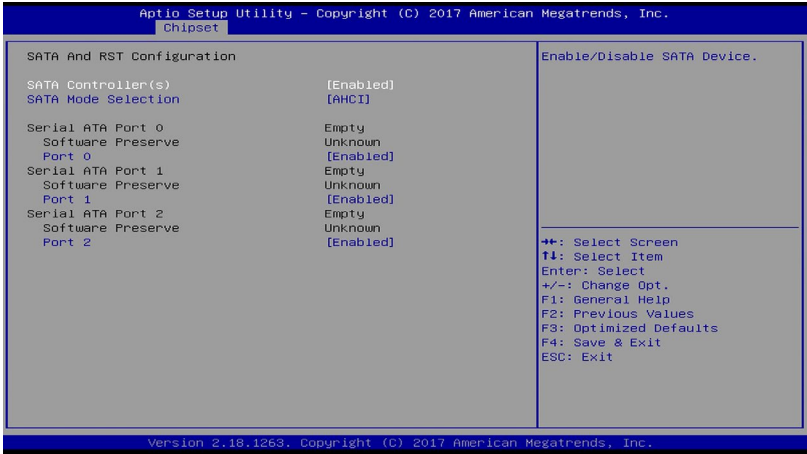 Aptio Setup Utility – Copyright (C) 2017 American Megatrends, Inc.
Chipset
SATA And RST Configuration
SATA Controller(s) [Enabled]
SATA Mode Selection [AHCI]
Serial ATA Port 0 Empty
Software Preserve Unknown
Port 0 [Enabled]
Serial ATA Port 1 Empty
Software Preserve Unknown
Port 1 [Enabled]
Serial ATA Port 2 Empty
Software Preserve Unknown
Port 2 [Enabled]
Enable/Disable SATA Device.
→←: Select Screen
↑↓: Select Item
Enter: Select
+/-: Change Opt.
F1: General Help
F2: Previous Values
F3: Optimized Defaults
F4: Save & Exit
ESC: Exit
Version 2.18.1263. Copyright (C) 2017 American Megatrends, Inc.